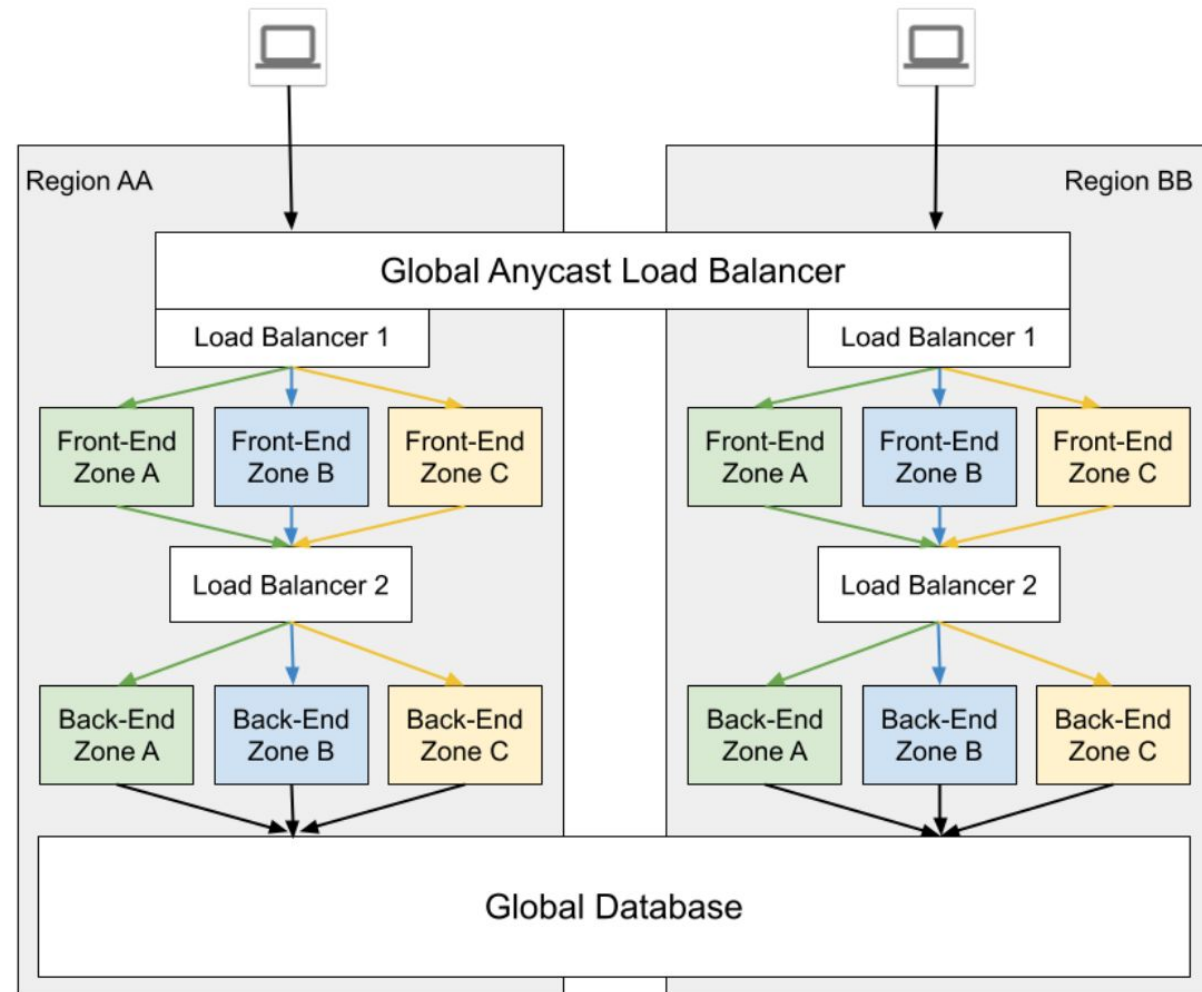 Region AA
Region BB
Global Anycast Load Balancer
Load Balancer 1
Load Balancer 1
Front-End
Zone A
Front-End
Zone B
Front-End
Zone C
Front-End
Zone A
Front-End
Zone B
Front-End
Zone C
Load Balancer 2
Load Balancer 2
Back-End
Zone A
Back-End
Zone B
Back-End
Zone C
Back-End
Zone A
Back-End
Zone B
Back-End
Zone C
Global Database